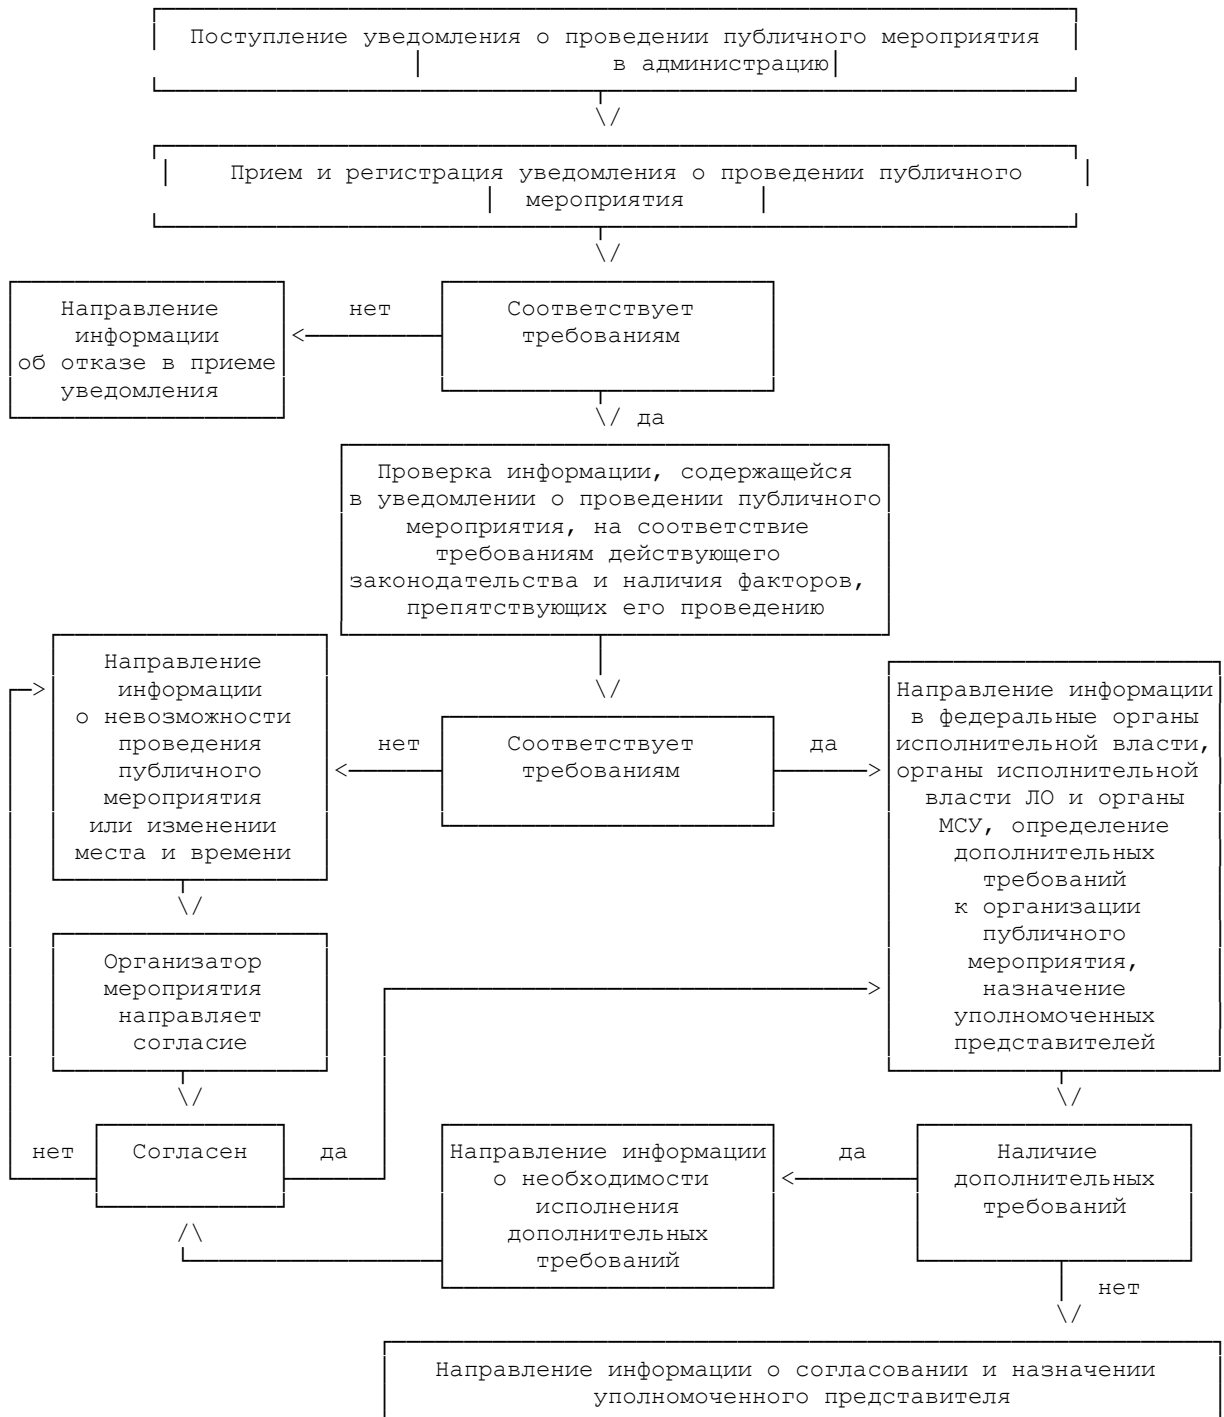 Поступление уведомления о проведении публичного мероприятия
в администрацию
\/
Прием и регистрация уведомления о проведении публичного
мероприятия
\/
Направление
информации
об отказе в приеме
уведомления
нет
<
Соответствует
требованиям
\/ да
Проверка информации, содержащейся
в уведомлении о проведении публичного
мероприятия, на соответствие
требованиям действующего
законодательства и наличия факторов,
препятствующих его проведению
\/
>
Направление
информации
о невозможности
проведения
публичного
мероприятия
или изменении
места и времени
нет
<
Соответствует
требованиям
да
>
Направление информации
в федеральные органы
исполнительной власти,
органы исполнительной
власти ЛО и органы
МСУ, определение
дополнительных
требований
к организации
публичного
мероприятия,
назначение
уполномоченных
представителей
\/
Организатор
мероприятия
направляет
согласие
>
\/
\/
нет
Согласен
да
Направление информации
о необходимости
исполнения
дополнительных
требований
да
<
Наличие
дополнительных
требований
/\
нет
\/
Направление информации о согласовании и назначении
уполномоченного представителя